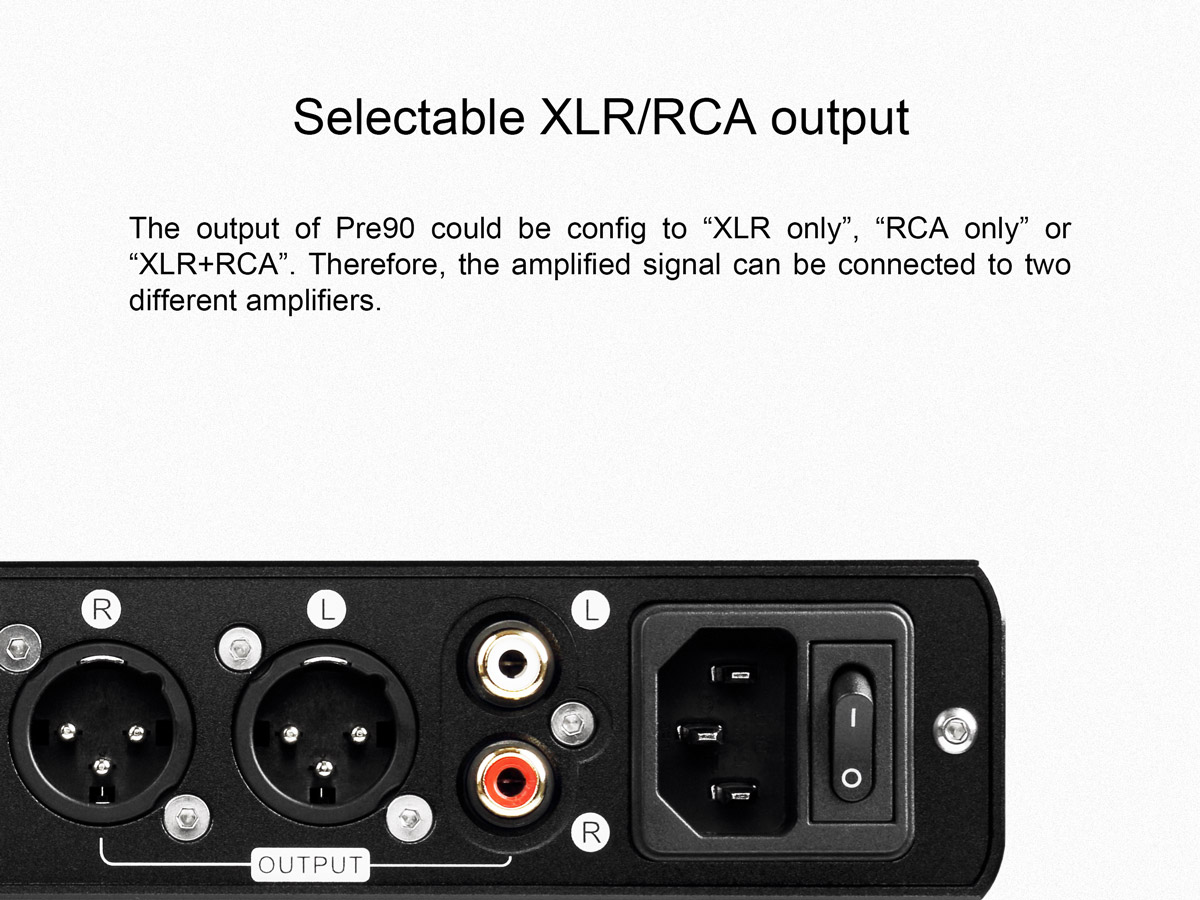 Selectable XLR/RCA output
The output of Pre90 could be config to “XLR only”, “RCA only” or
“XLR+RCA”. Therefore, the amplified signal can be connected to two
different amplifiers.
R
L
L
I
O
R
OUTPUT